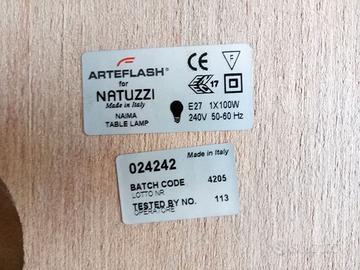 ARTEFLASH®
for
NATUZZI
Made in Italy
NAIMA
TABLE LAMP
CE
F
17
E27 1X100W
240V 50-60 Hz
024242
Made in Italy
BATCH CODE 4205
LOTTO NR.
TESTED BY NO. 113
OPERATORE